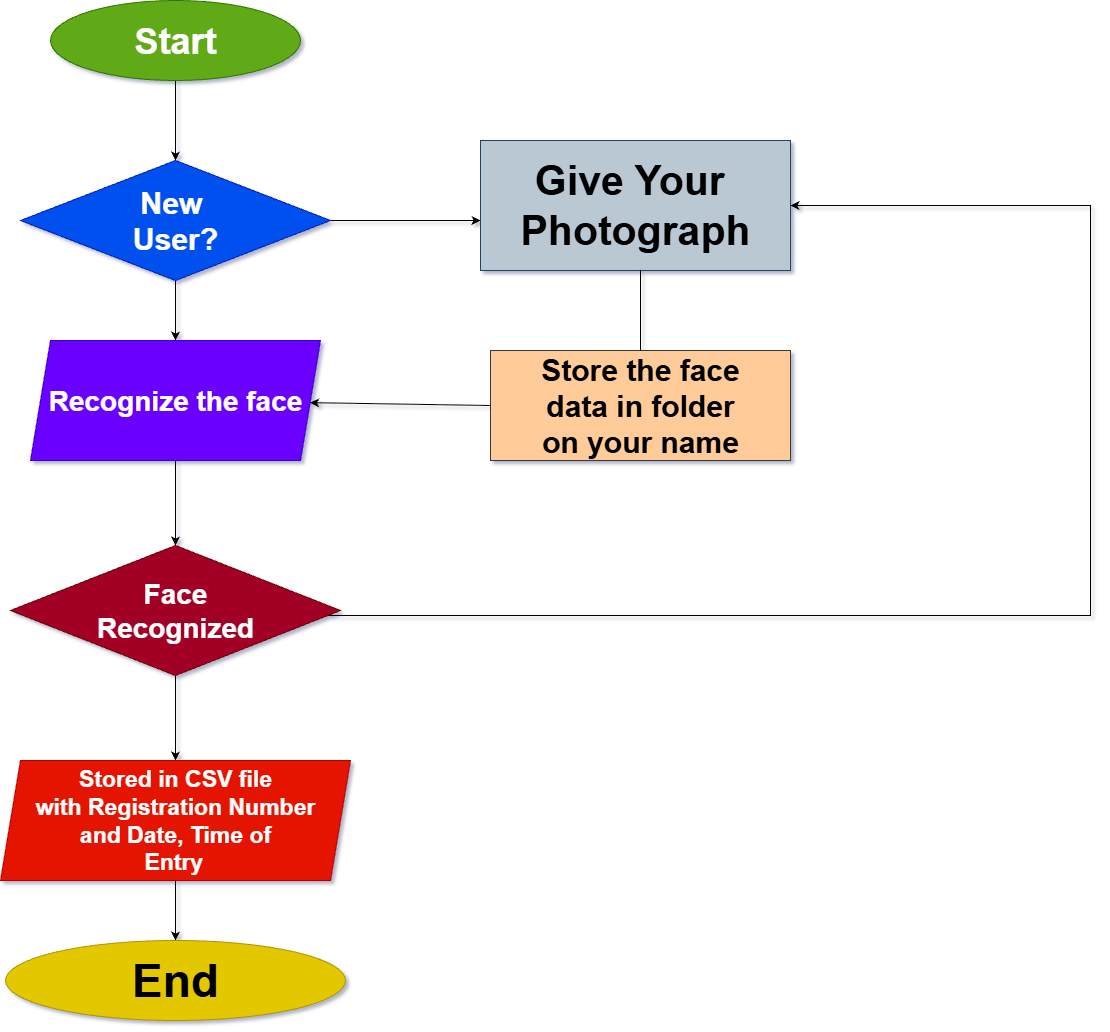 Start
New
User?
Give Your
Photograph
Recognize the face
Store the face
data in folder
on your name
Face
Recognized
Stored in CSV file
with Registration Number
and Date, Time of
Entry
End